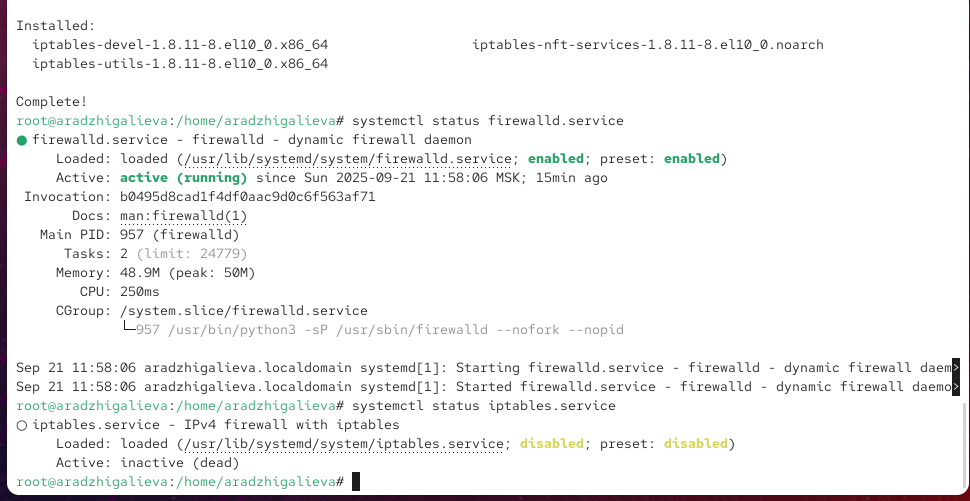 Installed:
iptables-devel-1.8.11-8.el10_0.x86_64 iptables-nft-services-1.8.11-8.el10_0.noarch
iptables-utils-1.8.11-8.el10_0.x86_64
Complete!
root@aradzhigalieva:/home/aradzhigalieva# systemctl status firewalld.service
● firewalld.service - firewalld - dynamic firewall daemon
Loaded: loaded (/usr/lib/systemd/system/firewalld.service; enabled; preset: enabled)
Active: active (running) since Sun 2025-09-21 11:58:06 MSK; 15min ago
Invocation: b0495d8cad1f4df0aac9d0c6f563af71
Docs: man:firewalld(1)
Main PID: 957 (firewalld)
Tasks: 2 (limit: 24779)
Memory: 48.9M (peak: 50M)
CPU: 250ms
CGroup: /system.slice/firewalld.service
└─957 /usr/bin/python3 -sP /usr/sbin/firewalld --nofork --nopid
Sep 21 11:58:06 aradzhigalieva.localdomain systemd[1]: Starting firewalld.service - firewalld - dynamic firewall daem>
Sep 21 11:58:06 aradzhigalieva.localdomain systemd[1]: Started firewalld.service - firewalld - dynamic firewall daemo>
root@aradzhigalieva:/home/aradzhigalieva# systemctl status iptables.service
○ iptables.service - IPv4 firewall with iptables
Loaded: loaded (/usr/lib/systemd/system/iptables.service; disabled; preset: disabled)
Active: inactive (dead)
root@aradzhigalieva:/home/aradzhigalieva#